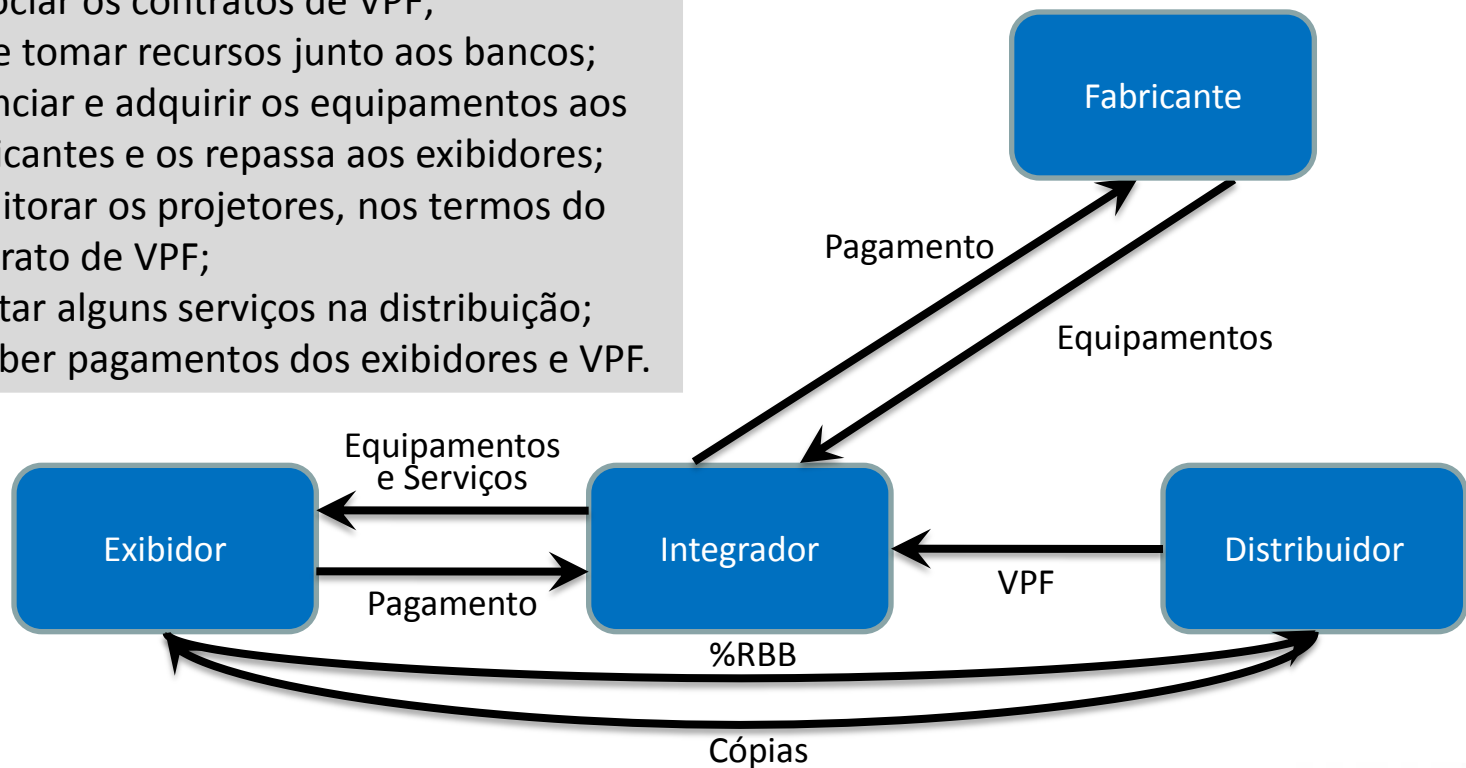 ociar os contratos de VPF;
e tomar recursos junto aos bancos;
nciar e adquirir os equipamentos aos
icantes e os repassa aos exibidores;
itorar os projetores, nos termos do
rato de VPF;
tar alguns serviços na distribuição;
ber pagamentos dos exibidores e VPF.
Fabricante
Pagamento
Equipamentos
Equipamentos
e Serviços
Exibidor
Integrador
Distribuidor
Pagamento
VPF
%RBB
Cópias